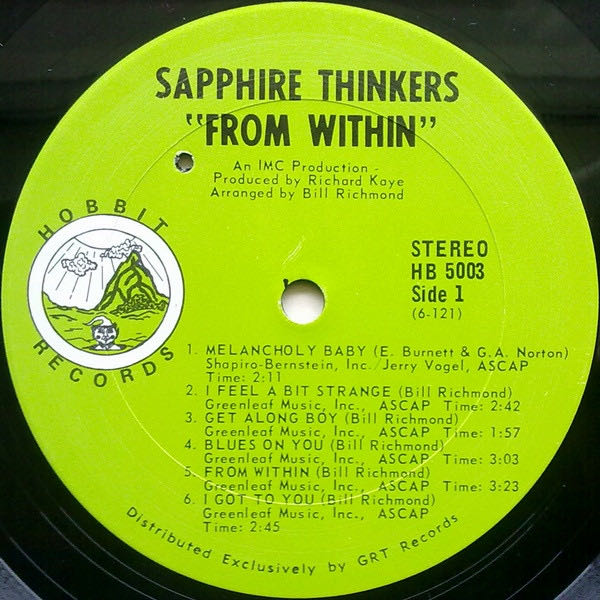 SAPPHIRE THINKERS
"FROM WITHIN"
An IMC Production -
Produced by Richard Kaye
Arranged by Bill Richmond
HOBBIT
RECORDS
STEREO
HB 5003
Side 1
(6-121)
1. MELANCHOLY BABY (E. Burnett & G.A. Norton)
Shapiro-Bernstein, Inc./Jerry Vogel, ASCAP
Time: 2:11
2. I FEEL A BIT STRANGE (Bill Richmond)
Greenleaf Music, Inc., ASCAP Time: 2:42
3. GET ALONG BOY (Bill Richmond)
Greenleaf Music, Inc., ASCAP Time: 1:57
4. BLUES ON YOU (Bill Richmond)
Greenleaf Music, Inc., ASCAP Time: 3:03
5. FROM WITHIN (Bill Richmond)
Greenleaf Music, Inc., ASCAP Time: 3:23
6. I GOT TO YOU (Bill Richmond)
Greenleaf Music, Inc., ASCAP
Time: 2:45
Distributed Exclusively by GRT Records